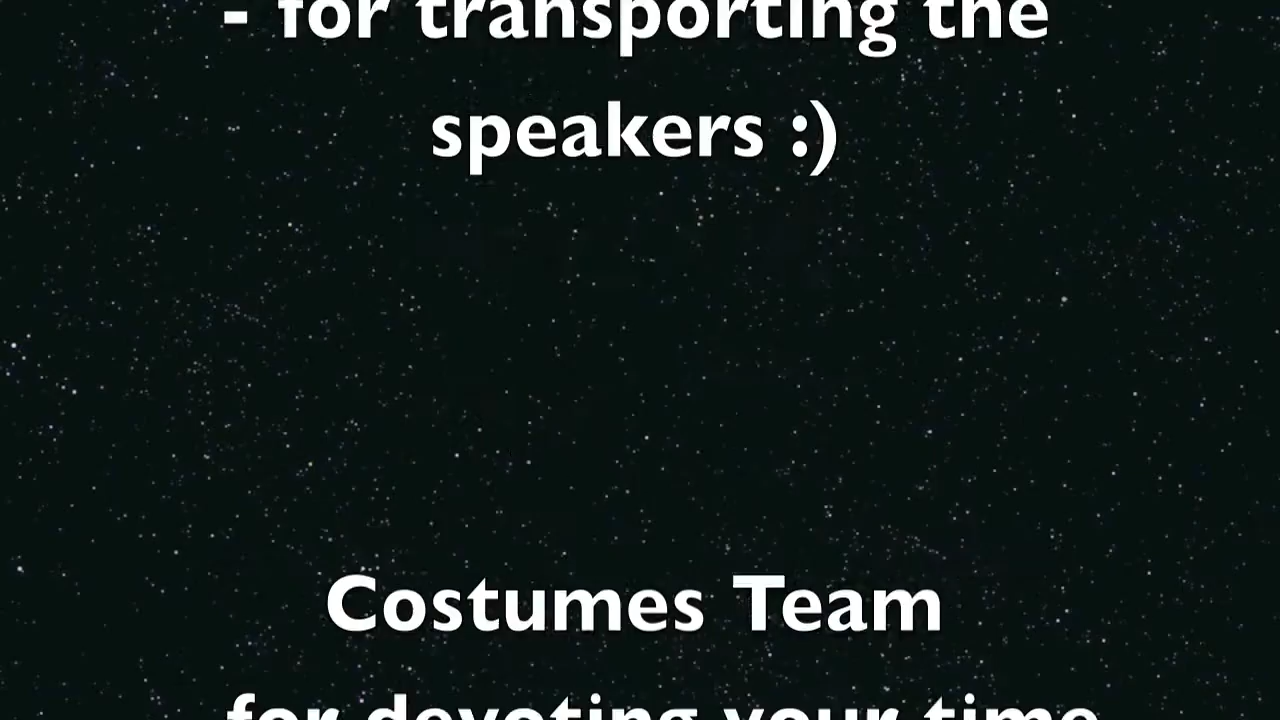 - for transporting the
speakers :)
Costumes Team
for devoting your time